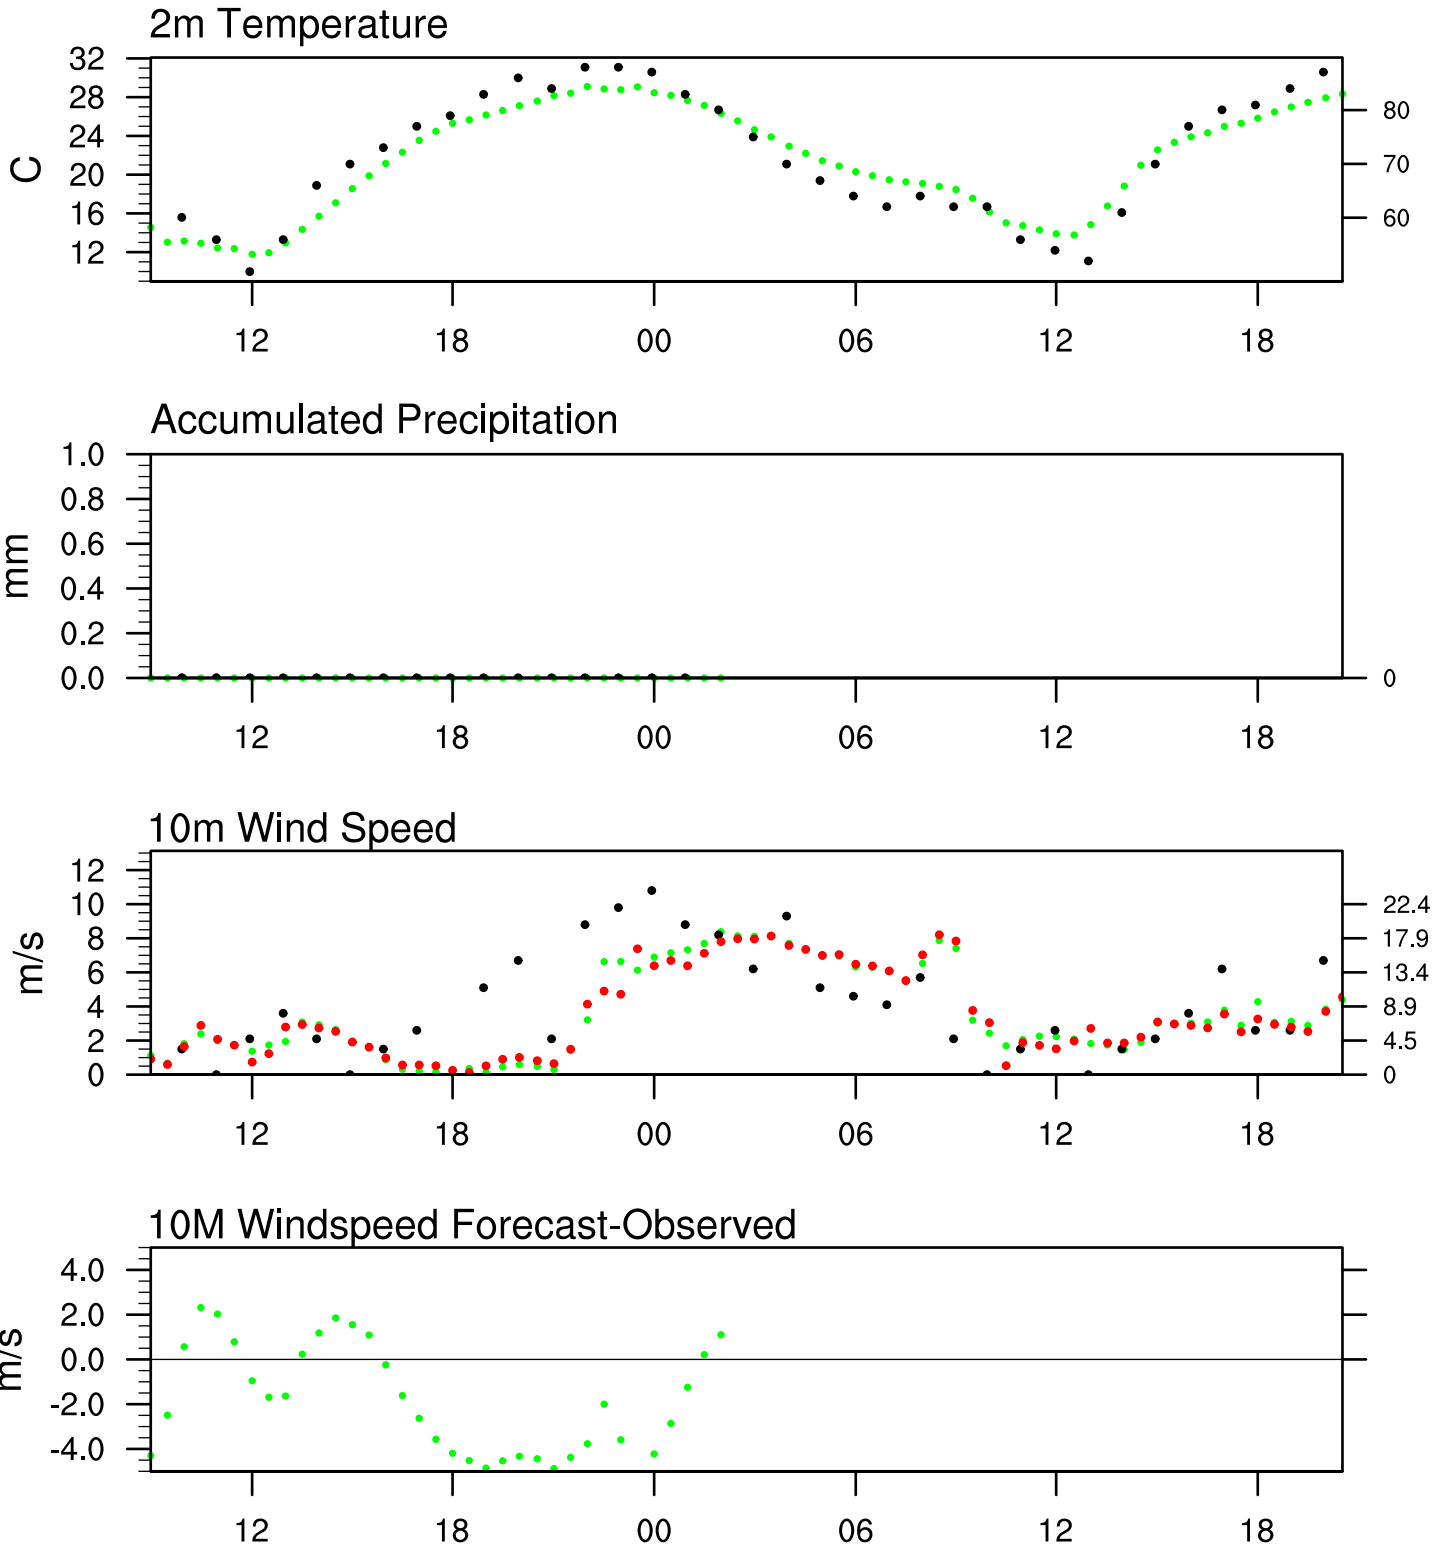 2m Temperature
32
28
24
20
16
12
C
80
70
60
12 18 00 06 12 18
Accumulated Precipitation
1.0
0.8
0.6
0.4
0.2
0.0
mm
0
12 18 00 06 12 18
10m Wind Speed
12
10
8
6
4
2
0
m/s
22.4
17.9
13.4
8.9
4.5
0
12 18 00 06 12 18
10M Windspeed Forecast-Observed
4.0
2.0
0.0
-2.0
-4.0
m/s
12 18 00 06 12 18